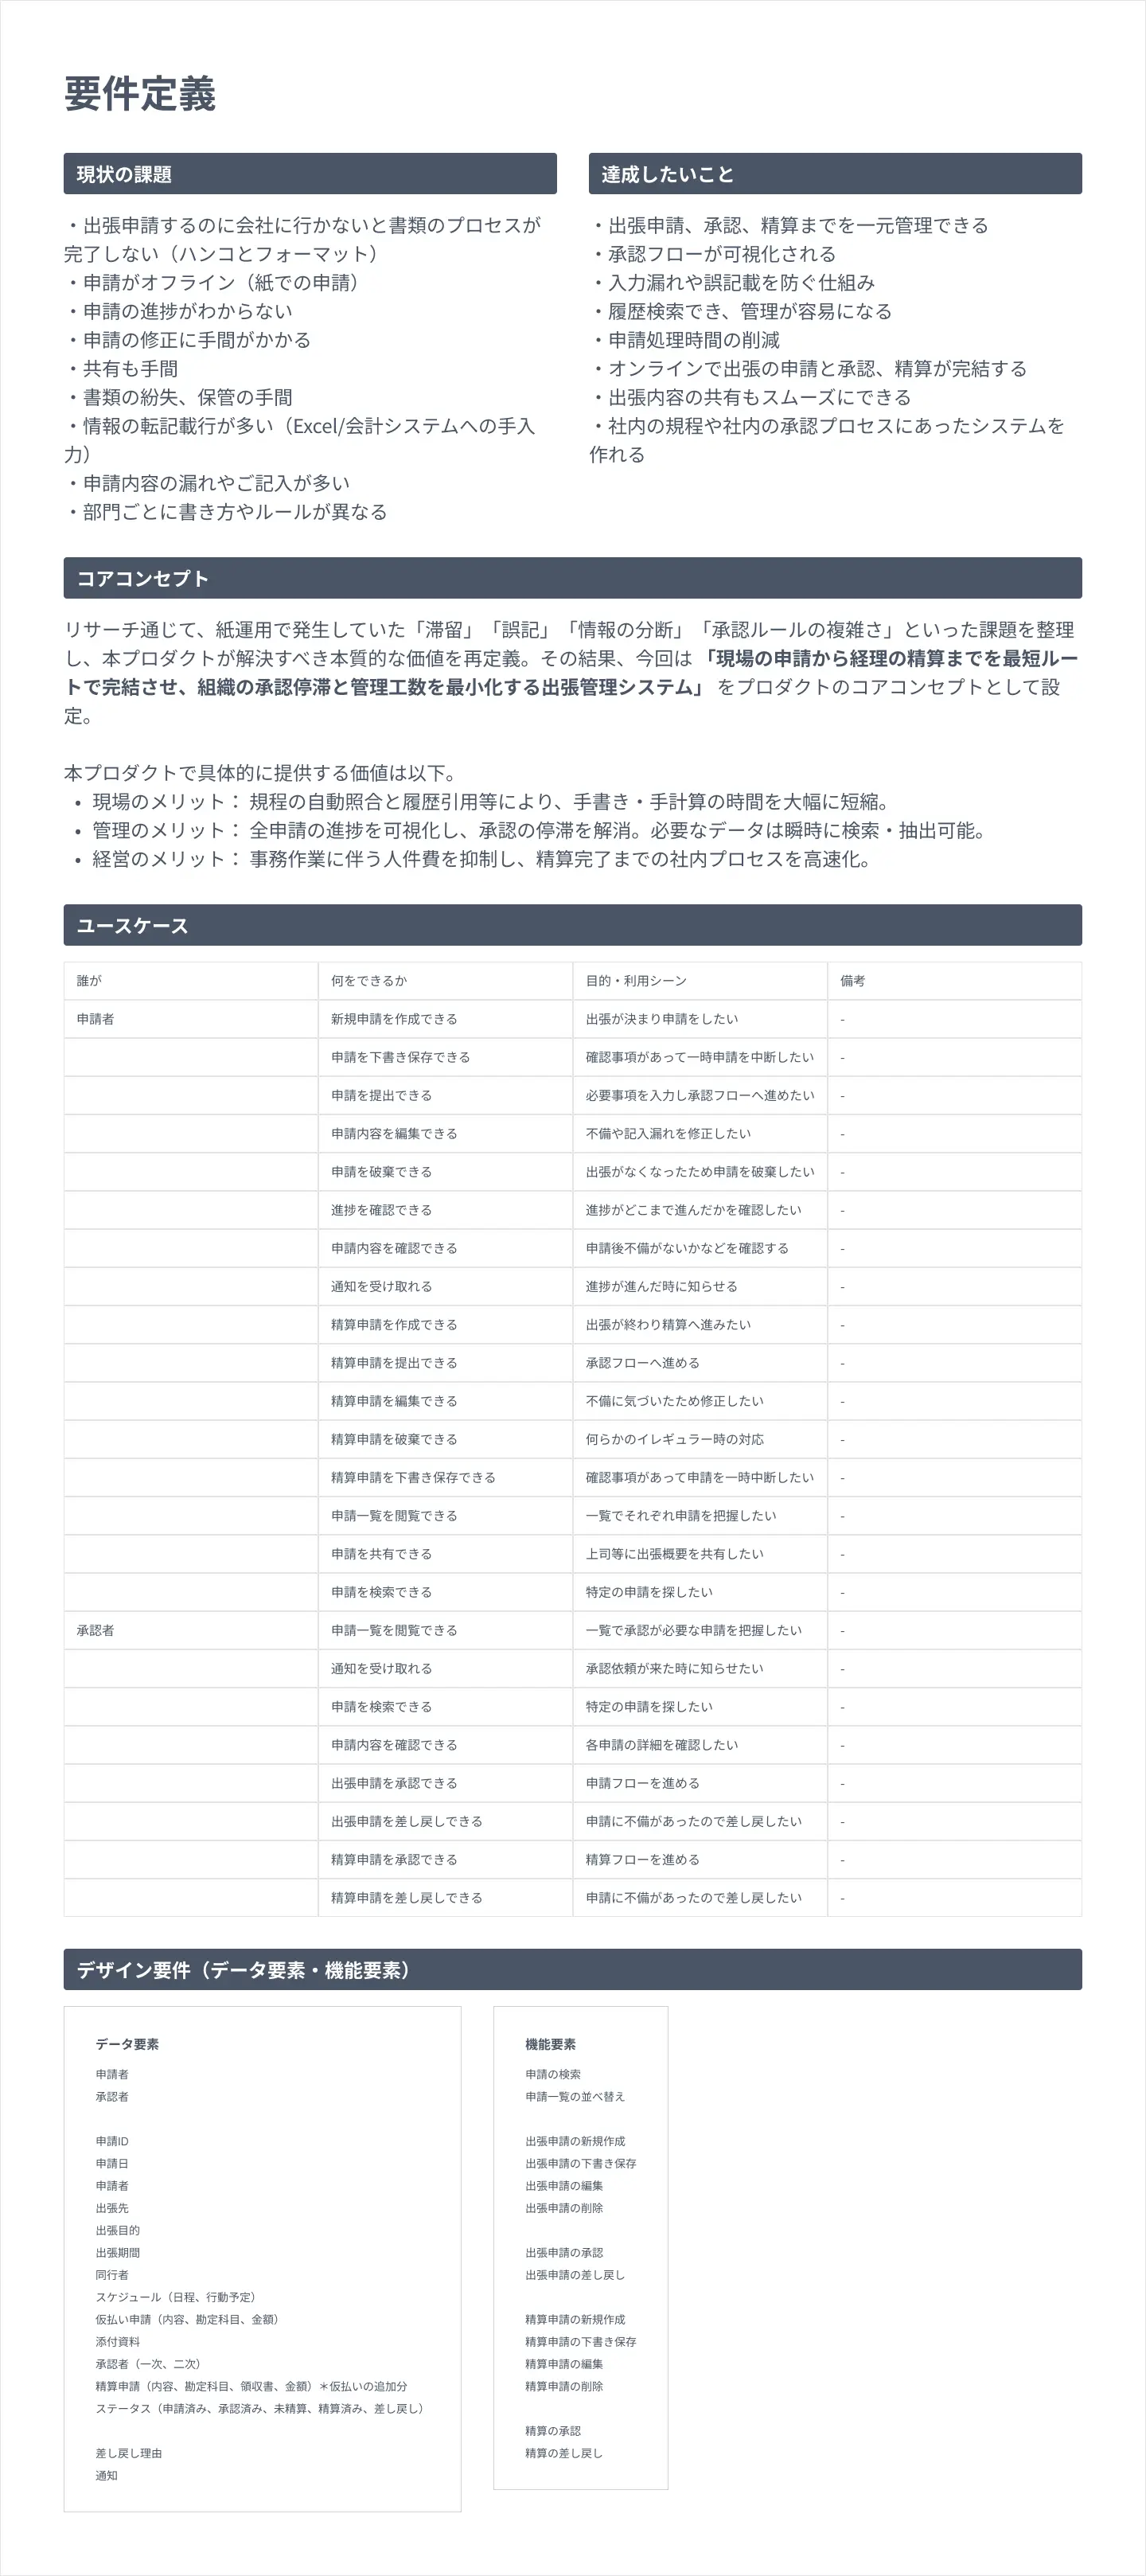 要件定義
現状の課題
・出張申請するのに会社に行かないと書類のプロセスが
完了しない（ハンコとフォーマット）
・申請がオフライン（紙での申請）
・申請の進捗がわからない
・申請の修正に手間がかかる
・共有も手間
・書類の紛失、保管の手間
・情報の転記載行が多い（Excel/会計システムへの手入
力）
・申請内容の漏れやご記入が多い
・部門ごとに書き方やルールが異なる
達成したいこと
・出張申請、承認、精算までを一元管理できる
・承認フローが可視化される
・入力漏れや誤記載を防ぐ仕組み
・履歴検索でき、管理が容易になる
・申請処理時間の削減
・オンラインで出張の申請と承認、精算が完結する
・出張内容の共有もスムーズにできる
・社内の規程や社内の承認プロセスにあったシステムを
作れる
コアコンセプト
リサーチ通じて、紙運用で発生していた「滞留」「誤記」「情報の分断」「承認ルールの複雑さ」といった課題を整理
し、本プロダクトが解決すべき本質的な価値を再定義。その結果、今回は 「現場の申請から経理の精算までを最短ルー
トで完結させ、組織の承認停滞と管理工数を最小化する出張管理システム」 をプロダクトのコアコンセプトとして設
定。
本プロダクトで具体的に提供する価値は以下。
• 現場のメリット： 規程の自動照合と履歴引用等により、手書き・手計算の時間を大幅に短縮。
• 管理のメリット： 全申請の進捗を可視化し、承認の停滞を解消。必要なデータは瞬時に検索・抽出可能。
• 経営のメリット： 事務作業に伴う人件費を抑制し、精算完了までの社内プロセスを高速化。
ユースケース
誰が 何をできるか 目的・利用シーン 備考
申請者 新規申請を作成できる 出張が決まり申請をしたい -
申請を下書き保存できる 確認事項があって一時申請を中断したい -
申請を提出できる 必要事項を入力し承認フローへ進めたい -
申請内容を編集できる 不備や記入漏れを修正したい -
申請を破棄できる 出張がなくなったため申請を破棄したい -
進捗を確認できる 進捗がどこまで進んだかを確認したい -
申請内容を確認できる 申請後不備がないかなどを確認する -
通知を受け取れる 進捗が進んだ時に知らせる -
精算申請を作成できる 出張が終わり精算へ進みたい -
精算申請を提出できる 承認フローへ進める -
精算申請を編集できる 不備に気づいたため修正したい -
精算申請を破棄できる 何らかのイレギュラー時の対応 -
精算申請を下書き保存できる 確認事項があって申請を一時中断したい -
申請一覧を閲覧できる 一覧でそれぞれ申請を把握したい -
申請を共有できる 上司等に出張概要を共有したい -
申請を検索できる 特定の申請を探したい -
承認者 申請一覧を閲覧できる 一覧で承認が必要な申請を把握したい -
通知を受け取れる 承認依頼が来た時に知らせたい -
申請を検索できる 特定の申請を探したい -
申請内容を確認できる 各申請の詳細を確認したい -
出張申請を承認できる 申請フローを進める -
出張申請を差し戻しできる 申請に不備があったので差し戻したい -
精算申請を承認できる 精算フローを進める -
精算申請を差し戻しできる 申請に不備があったので差し戻したい -
デザイン要件（データ要素・機能要素）
データ要素
申請者
承認者
申請ID
申請日
申請者
出張先
出張目的
出張期間
同行者
スケジュール（日程、行動予定）
仮払い申請（内容、勘定科目、金額）
添付資料
承認者（一次、二次）
精算申請（内容、勘定科目、領収書、金額）＊仮払いの追加分
ステータス（申請済み、承認済み、未精算、精算済み、差し戻し）
差し戻し理由
通知
機能要素
申請の検索
申請一覧の並べ替え
出張申請の新規作成
出張申請の下書き保存
出張申請の編集
出張申請の削除
出張申請の承認
出張申請の差し戻し
精算申請の新規作成
精算申請の下書き保存
精算申請の編集
精算申請の削除
精算の承認
精算の差し戻し